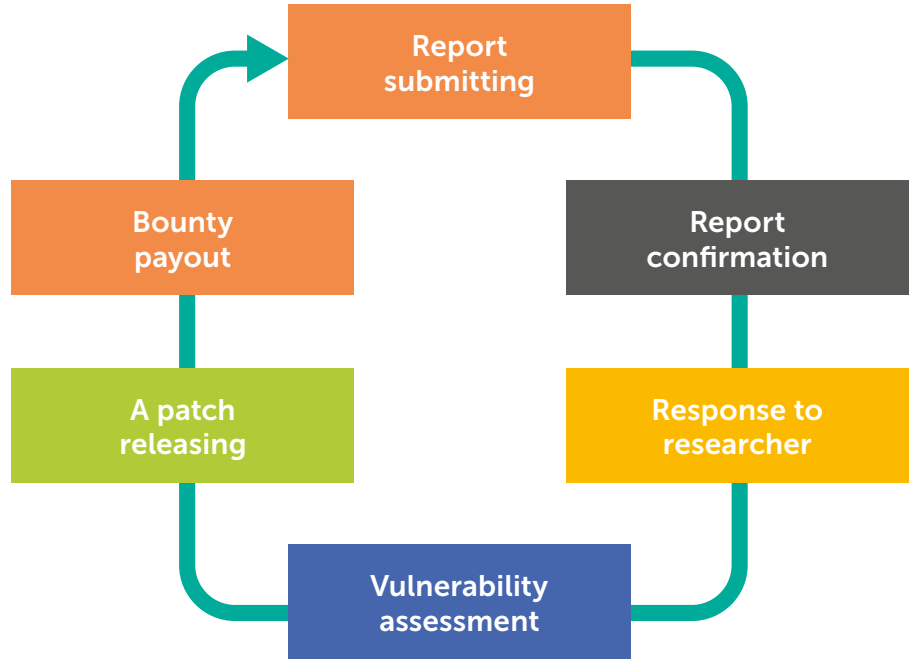 Report
submitting
Bounty
payout
Report
confirmation
A patch
releasing
Response to
researcher
Vulnerability
assessment